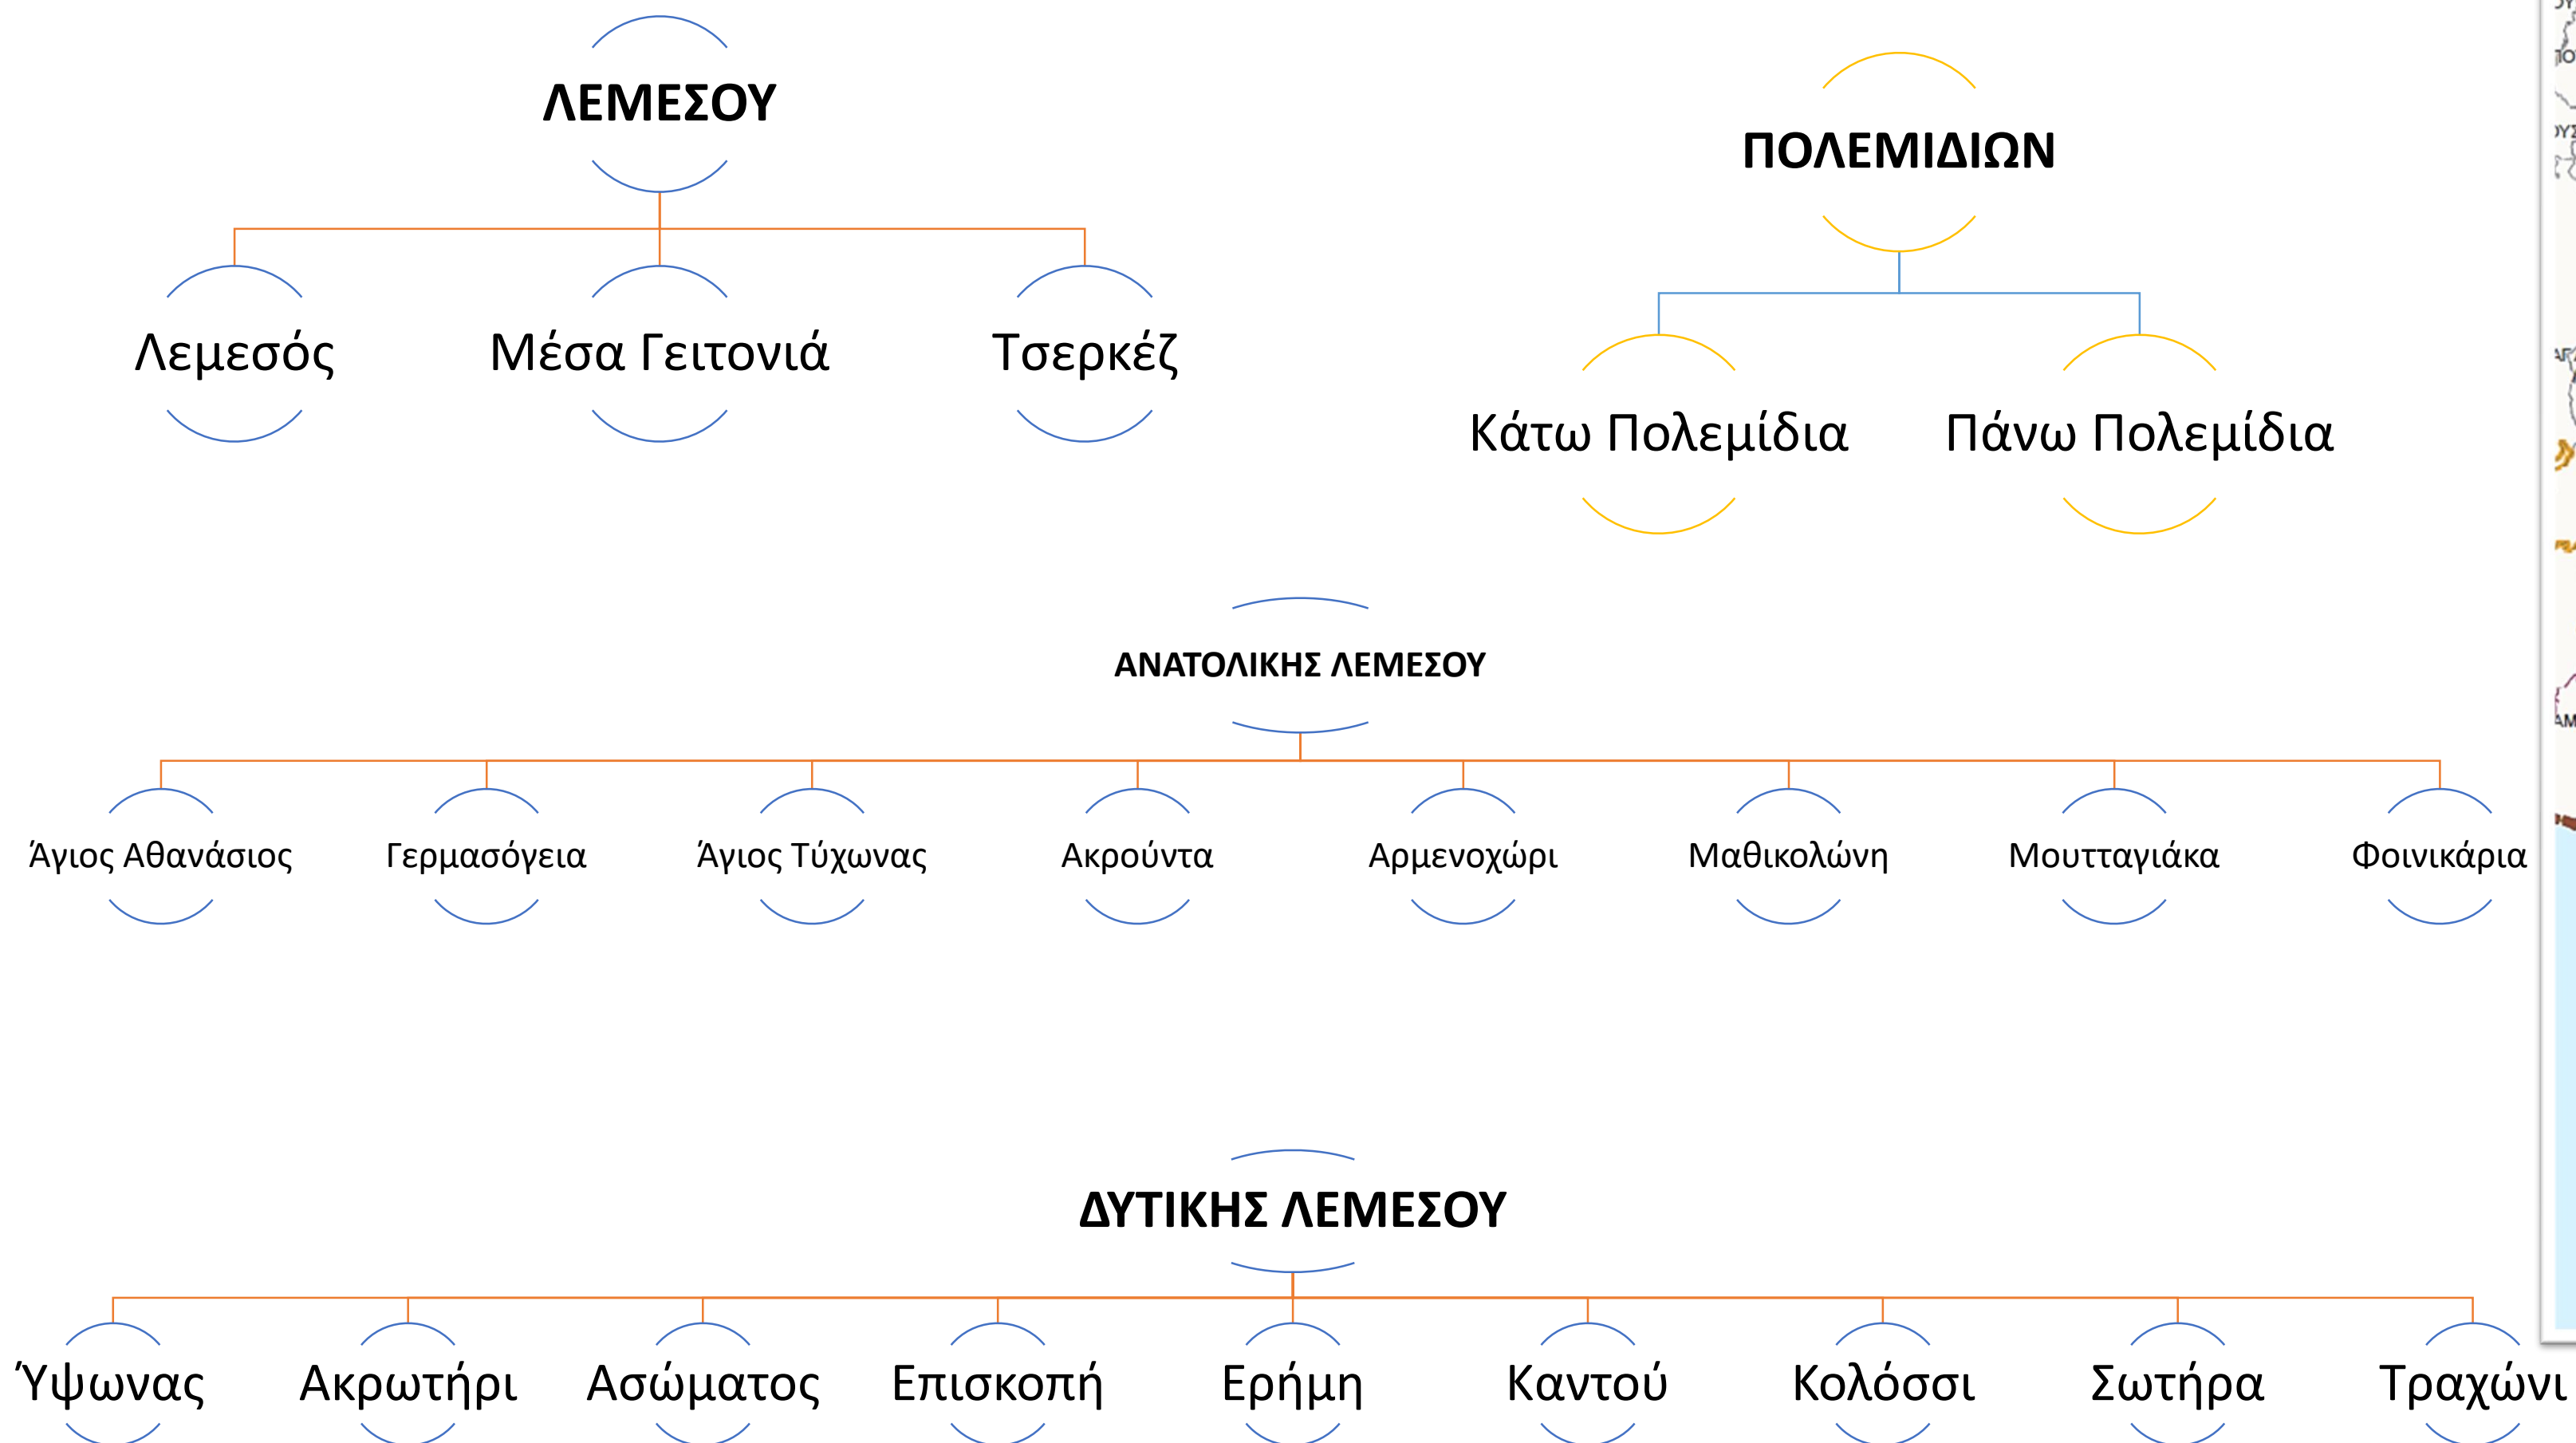 ΛΕΜΕΣΟΥ
Λεμεσός Μέσα Γειτονιά Τσερκέζ
ΠΟΛΕΜΙΔΙΩΝ
Κάτω Πολεμίδια Πάνω Πολεμίδια
ΑΝΑΤΟΛΙΚΗΣ ΛΕΜΕΣΟΥ
Άγιος Αθανάσιος Γερμασόγεια Άγιος Τύχωνας Ακρούντα Αρμενοχώρι Μαθικολώνη Μουτταγιάκα Φοινικάρια
ΔΥΤΙΚΗΣ ΛΕΜΕΣΟΥ
Ύψωνας Ακρωτήρι Ασώματος Επισκοπή Ερήμη Καντού Κολόσσι Σωτήρα Τραχώνι